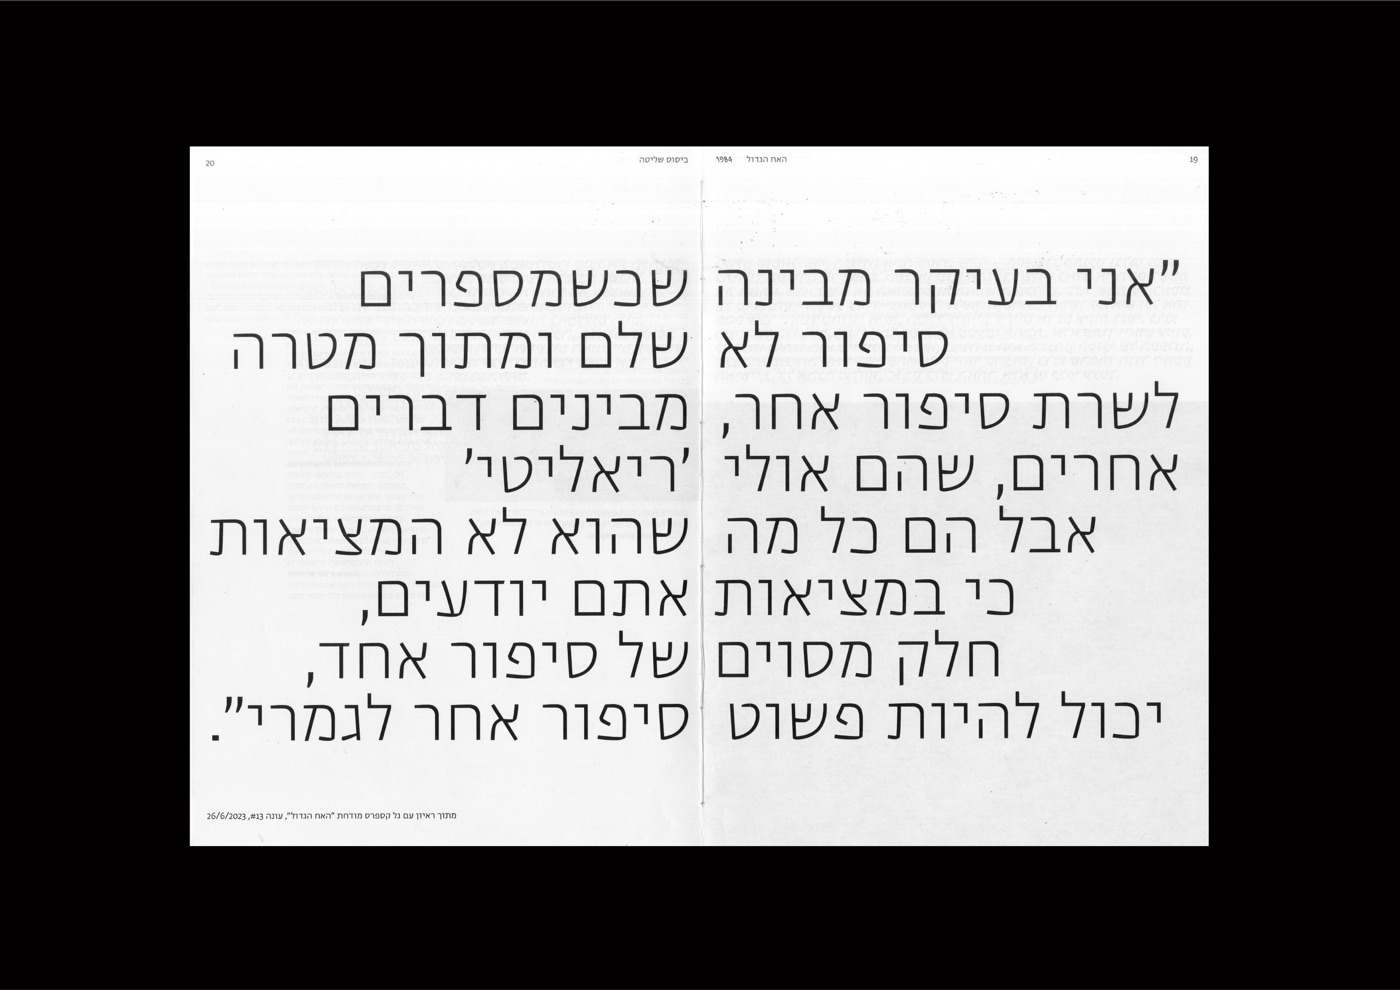 19
האח הגדול 1984
ביסוס שליטה
20
"אני בעיקר מבינה שכשמספרים
סיפור לא שלם ומתוך מטרה
לשרת סיפור אחר, מבינים דברים
אחרים, שהם אולי 'ריאליטי'
אבל הם כל מה שהוא לא המציאות
כי במציאות אתם יודעים,
חלק מסוים של סיפור אחד,
יכול להיות פשוט סיפור אחר לגמרי".
מתוך ראיון עם גל קספרס מודחת "האח הגדול", עונה 13#, 26/6/2023